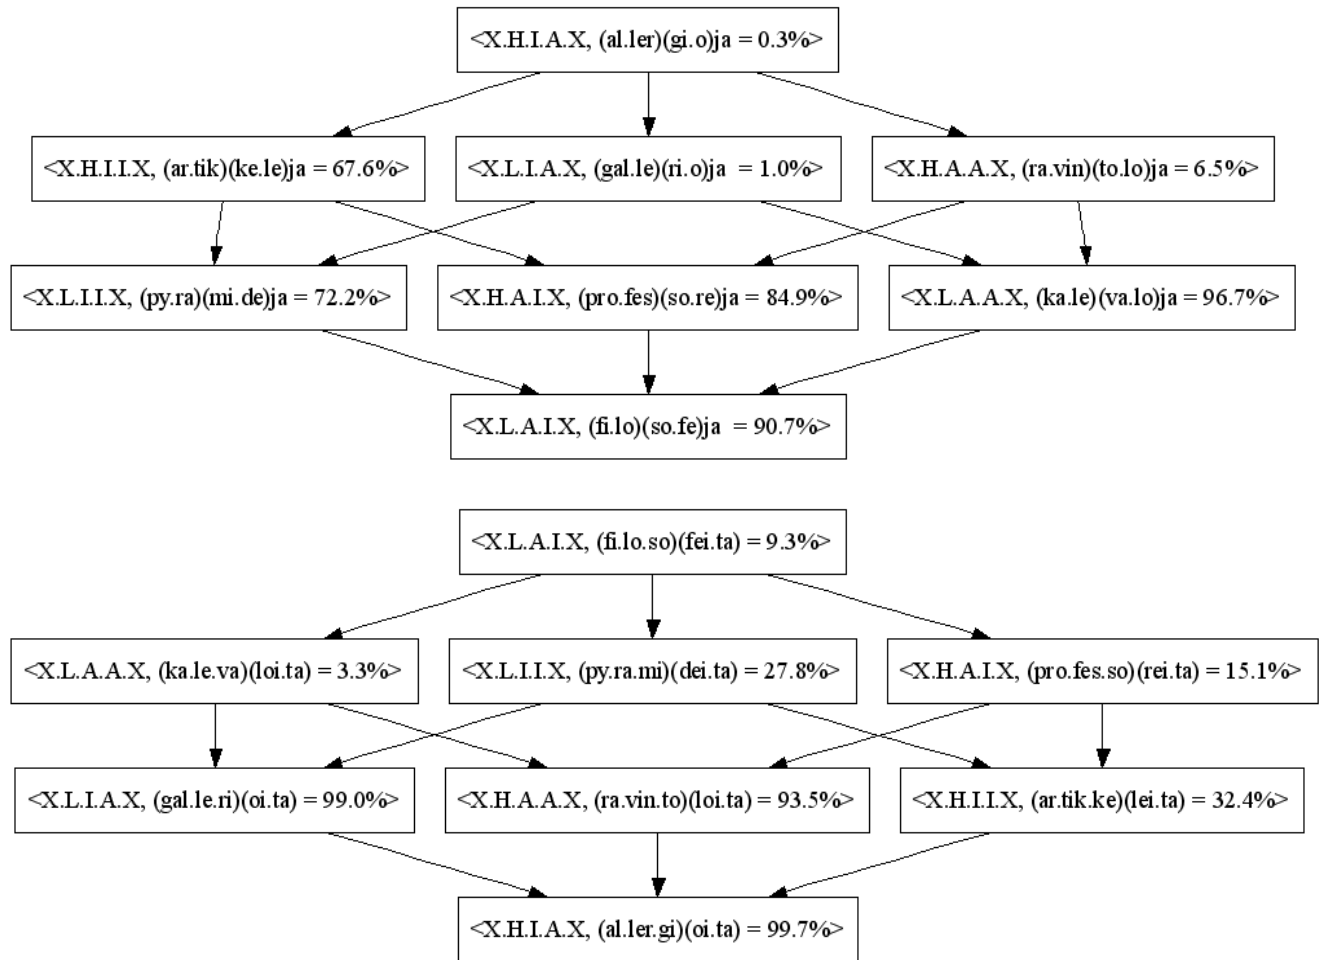 <X.H.I.A.X, (al.ler)(gi.o)ja = 0.3%>
<X.H.I.I.X, (ar.tik)(ke.le)ja = 67.6%>
<X.L.I.A.X, (gal.le)(ri.o)ja = 1.0%>
<X.H.A.A.X, (ra.vin)(to.lo)ja = 6.5%>
<X.L.I.I.X, (py.ra)(mi.de)ja = 72.2%>
<X.H.A.I.X, (pro.fes)(so.re)ja = 84.9%>
<X.L.A.A.X, (ka.le)(va.lo)ja = 96.7%>
<X.L.A.I.X, (fi.lo)(so.fe)ja = 90.7%>
<X.L.A.I.X, (fi.lo.so)(fei.ta) = 9.3%>
<X.L.A.A.X, (ka.le.va)(loi.ta) = 3.3%>
<X.L.I.I.X, (py.ra.mi)(dei.ta) = 27.8%>
<X.H.A.I.X, (pro.fes.so)(rei.ta) = 15.1%>
<X.L.I.A.X, (gal.le.ri)(oi.ta) = 99.0%>
<X.H.A.A.X, (ra.vin.to)(loi.ta) = 93.5%>
<X.H.I.I.X, (ar.tik.ke)(lei.ta) = 32.4%>
<X.H.I.A.X, (al.ler.gi)(oi.ta) = 99.7%>